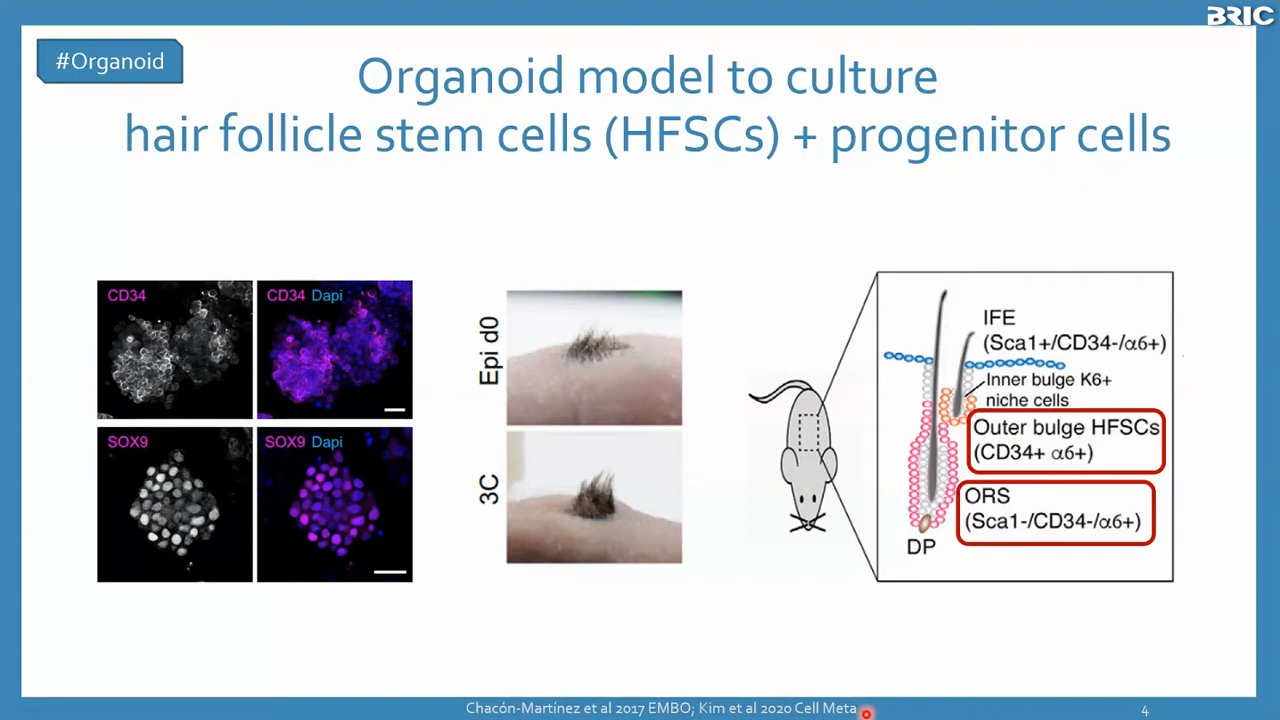 BRIC
#Organoid
Organoid model to culture
hair follicle stem cells (HFSCs) + progenitor cells
CD34
CD34 Dapi
SOX9
SOX9 Dapi
Epi d0
3C
IFE
(Sca1+/CD34-/α6+)
Inner bulge K6+
niche cells
Outer bulge HFSCs
(CD34+ α6+)
ORS
(Sca1-/CD34-/α6+)
DP
Chacón-Martínez et al 2017 EMBO; Kim et al 2020 Cell Meta
4